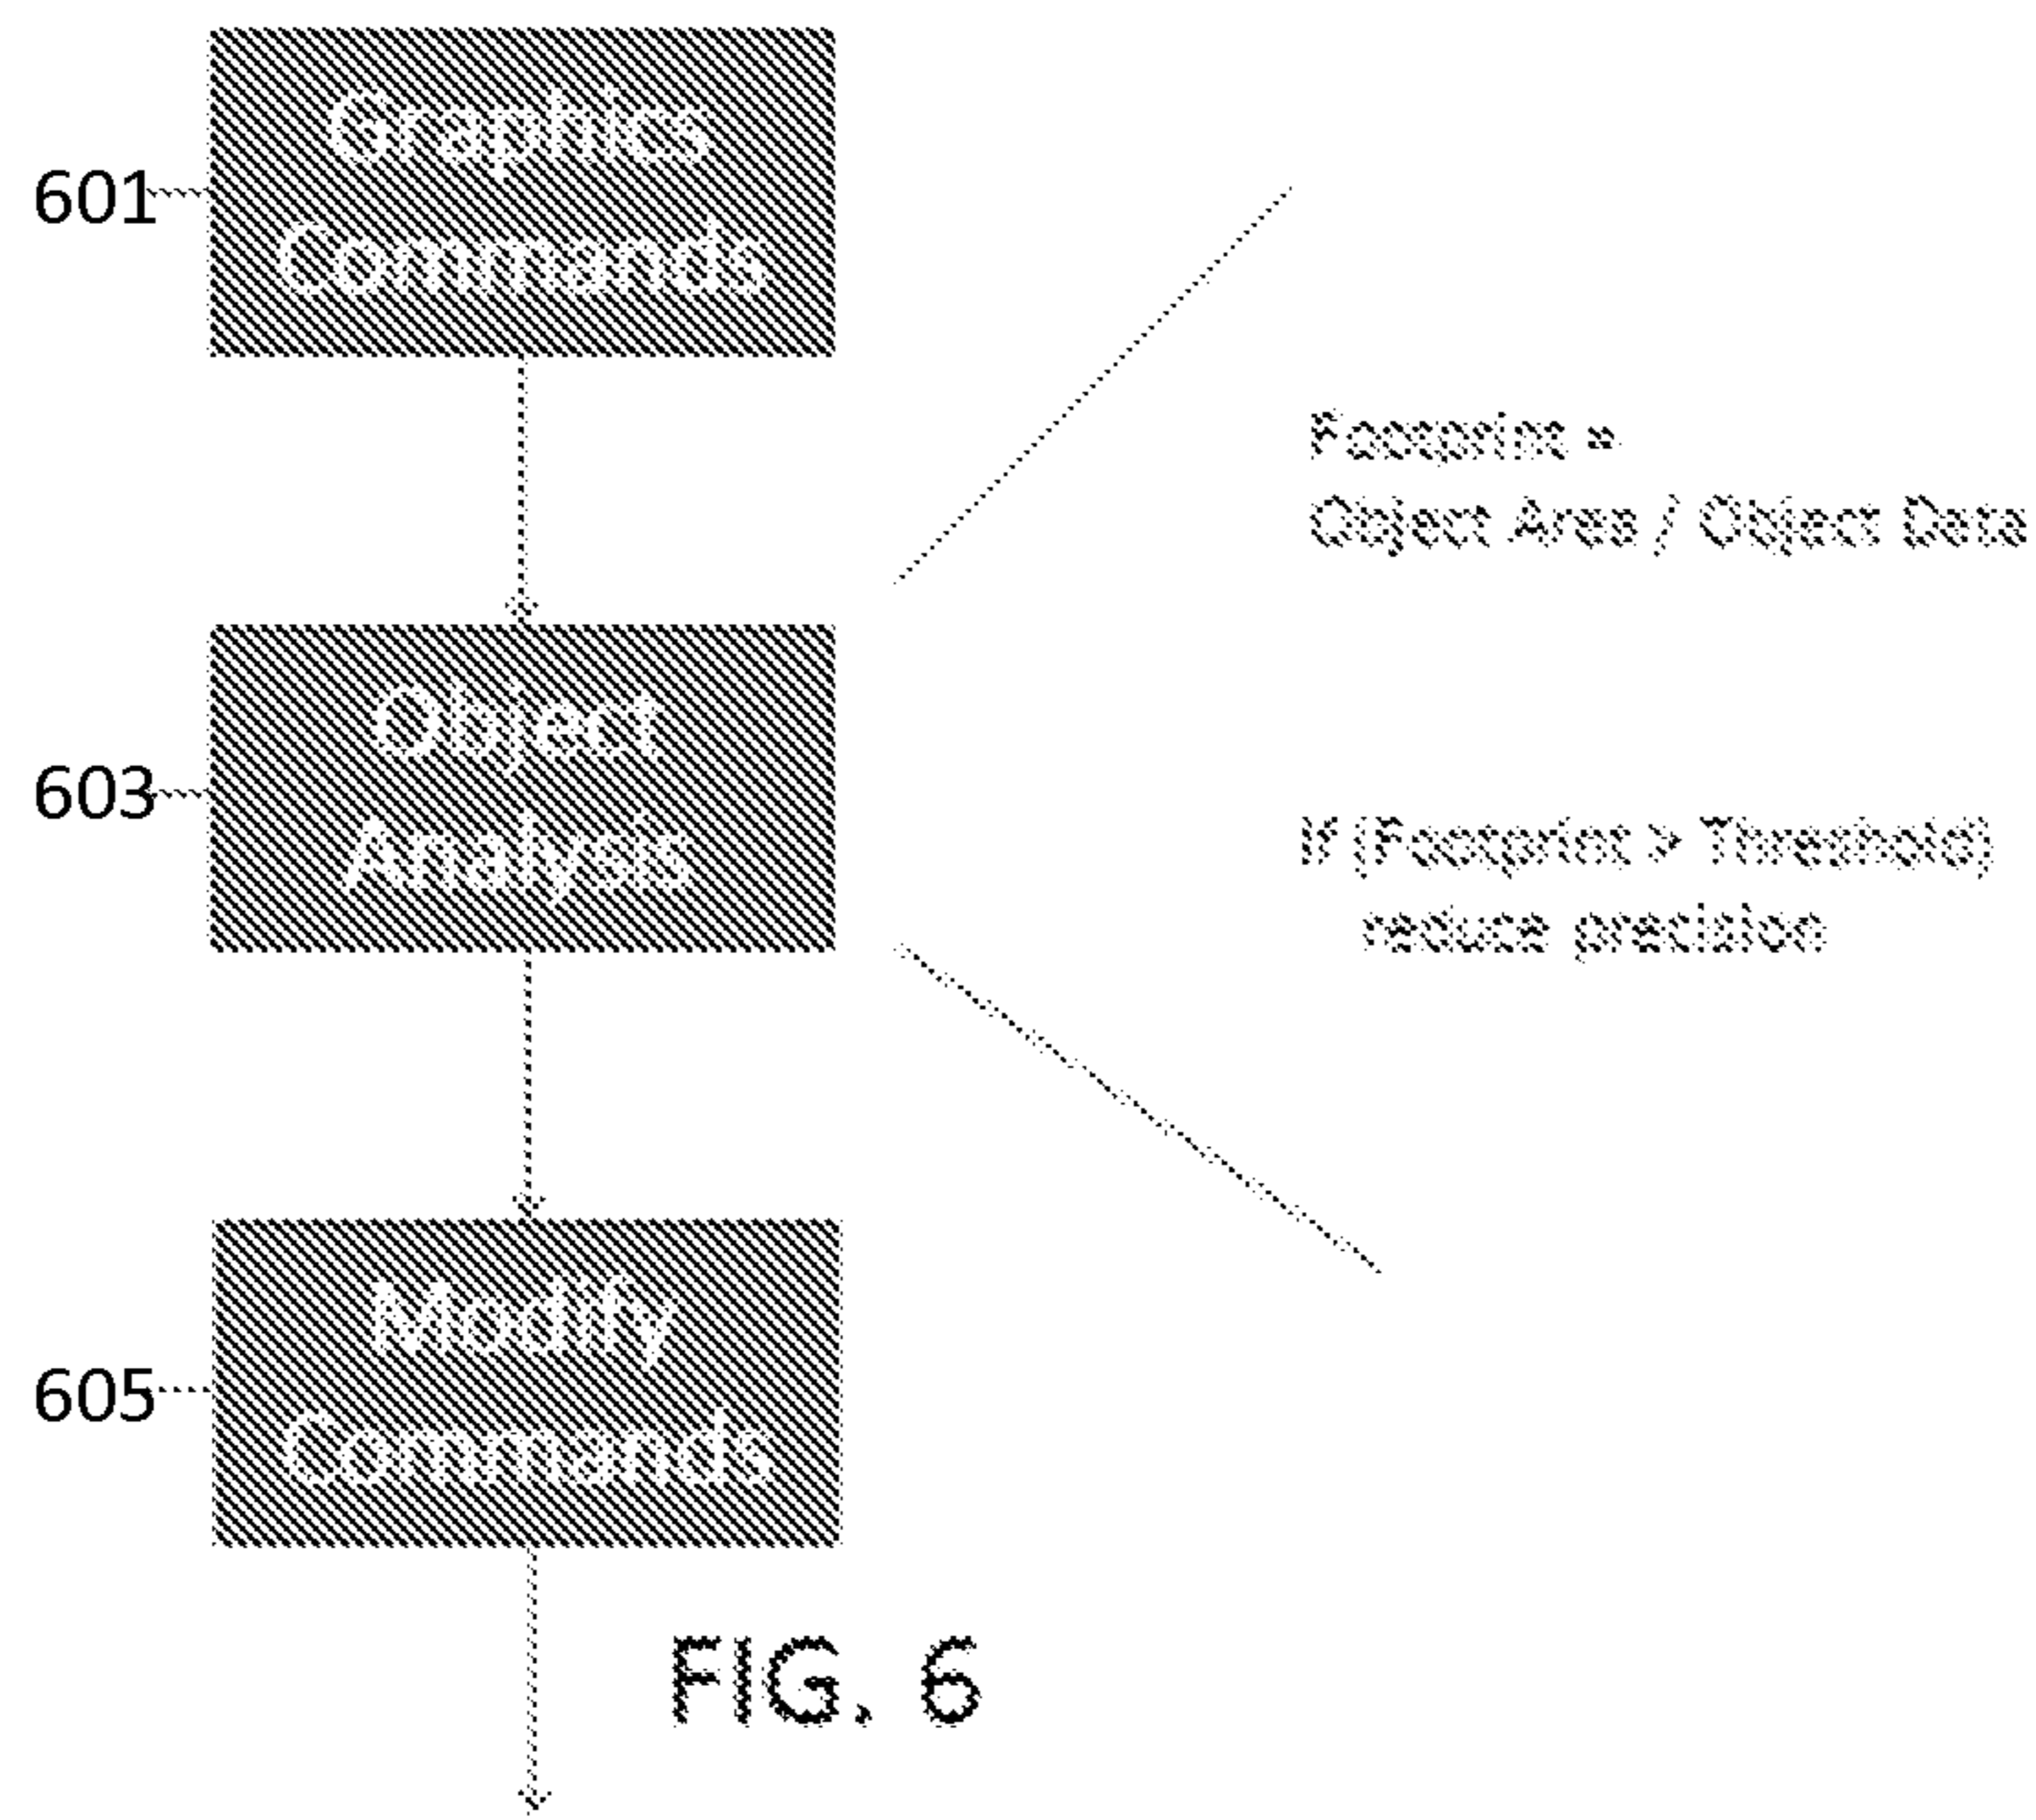 601
Graphics
Commands
Footprint =
Object Area / Object Data
603
Object
Analysis
If (Footprint > Threshold)
reduce precision
605
Modify
Commands
FIG. 6